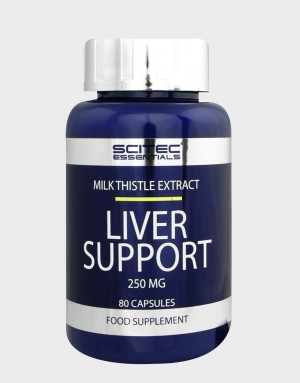 SCITEC
ESSENTIALS
MILK THISTLE EXTRACT
LIVER
SUPPORT
250 MG
80 CAPSULES
FOOD SUPPLEMENT